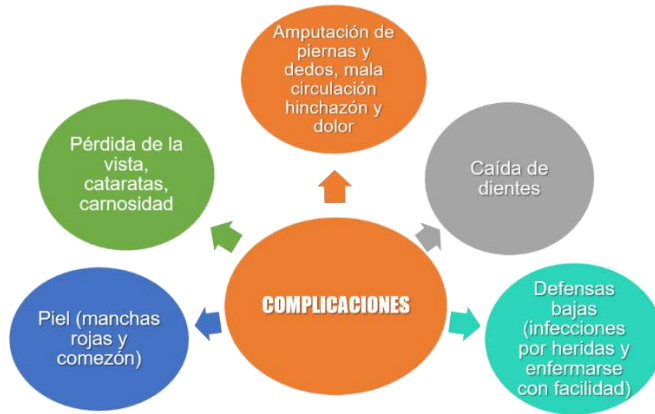 Amputación de
piernas y
dedos, mala
circulación
hinchazón y
dolor
Pérdida de la
vista,
cataratas,
carnosidad
Caída de
dientes
COMPLICACIONES
Piel (manchas
rojas y
comezón)
Defensas
bajas
(infecciones
por heridas y
enfermarse
con facilidad)